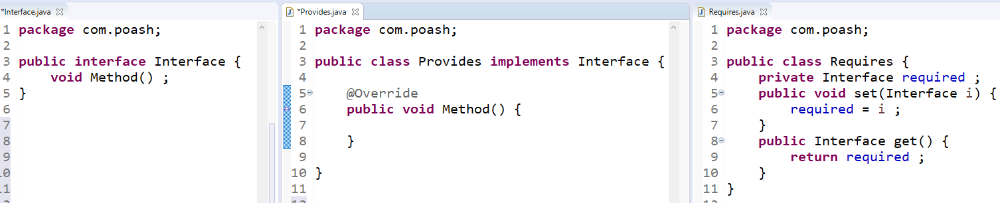 *Interface.java
1 package com.poash;
2
3 public interface Interface {
4     void Method() ;
5 }
6
7
8
9
10
11
*Provides.java
1 package com.poash;
2
3 public class Provides implements Interface {
4
5     @Override
6     public void Method() {
7
8     }
9
10 }
11
Requires.java
1 package com.poash;
2
3 public class Requires {
4     private Interface required ;
5     public void set(Interface i) {
6         required = i ;
7     }
8     public Interface get() {
9         return required ;
10     }
11 }